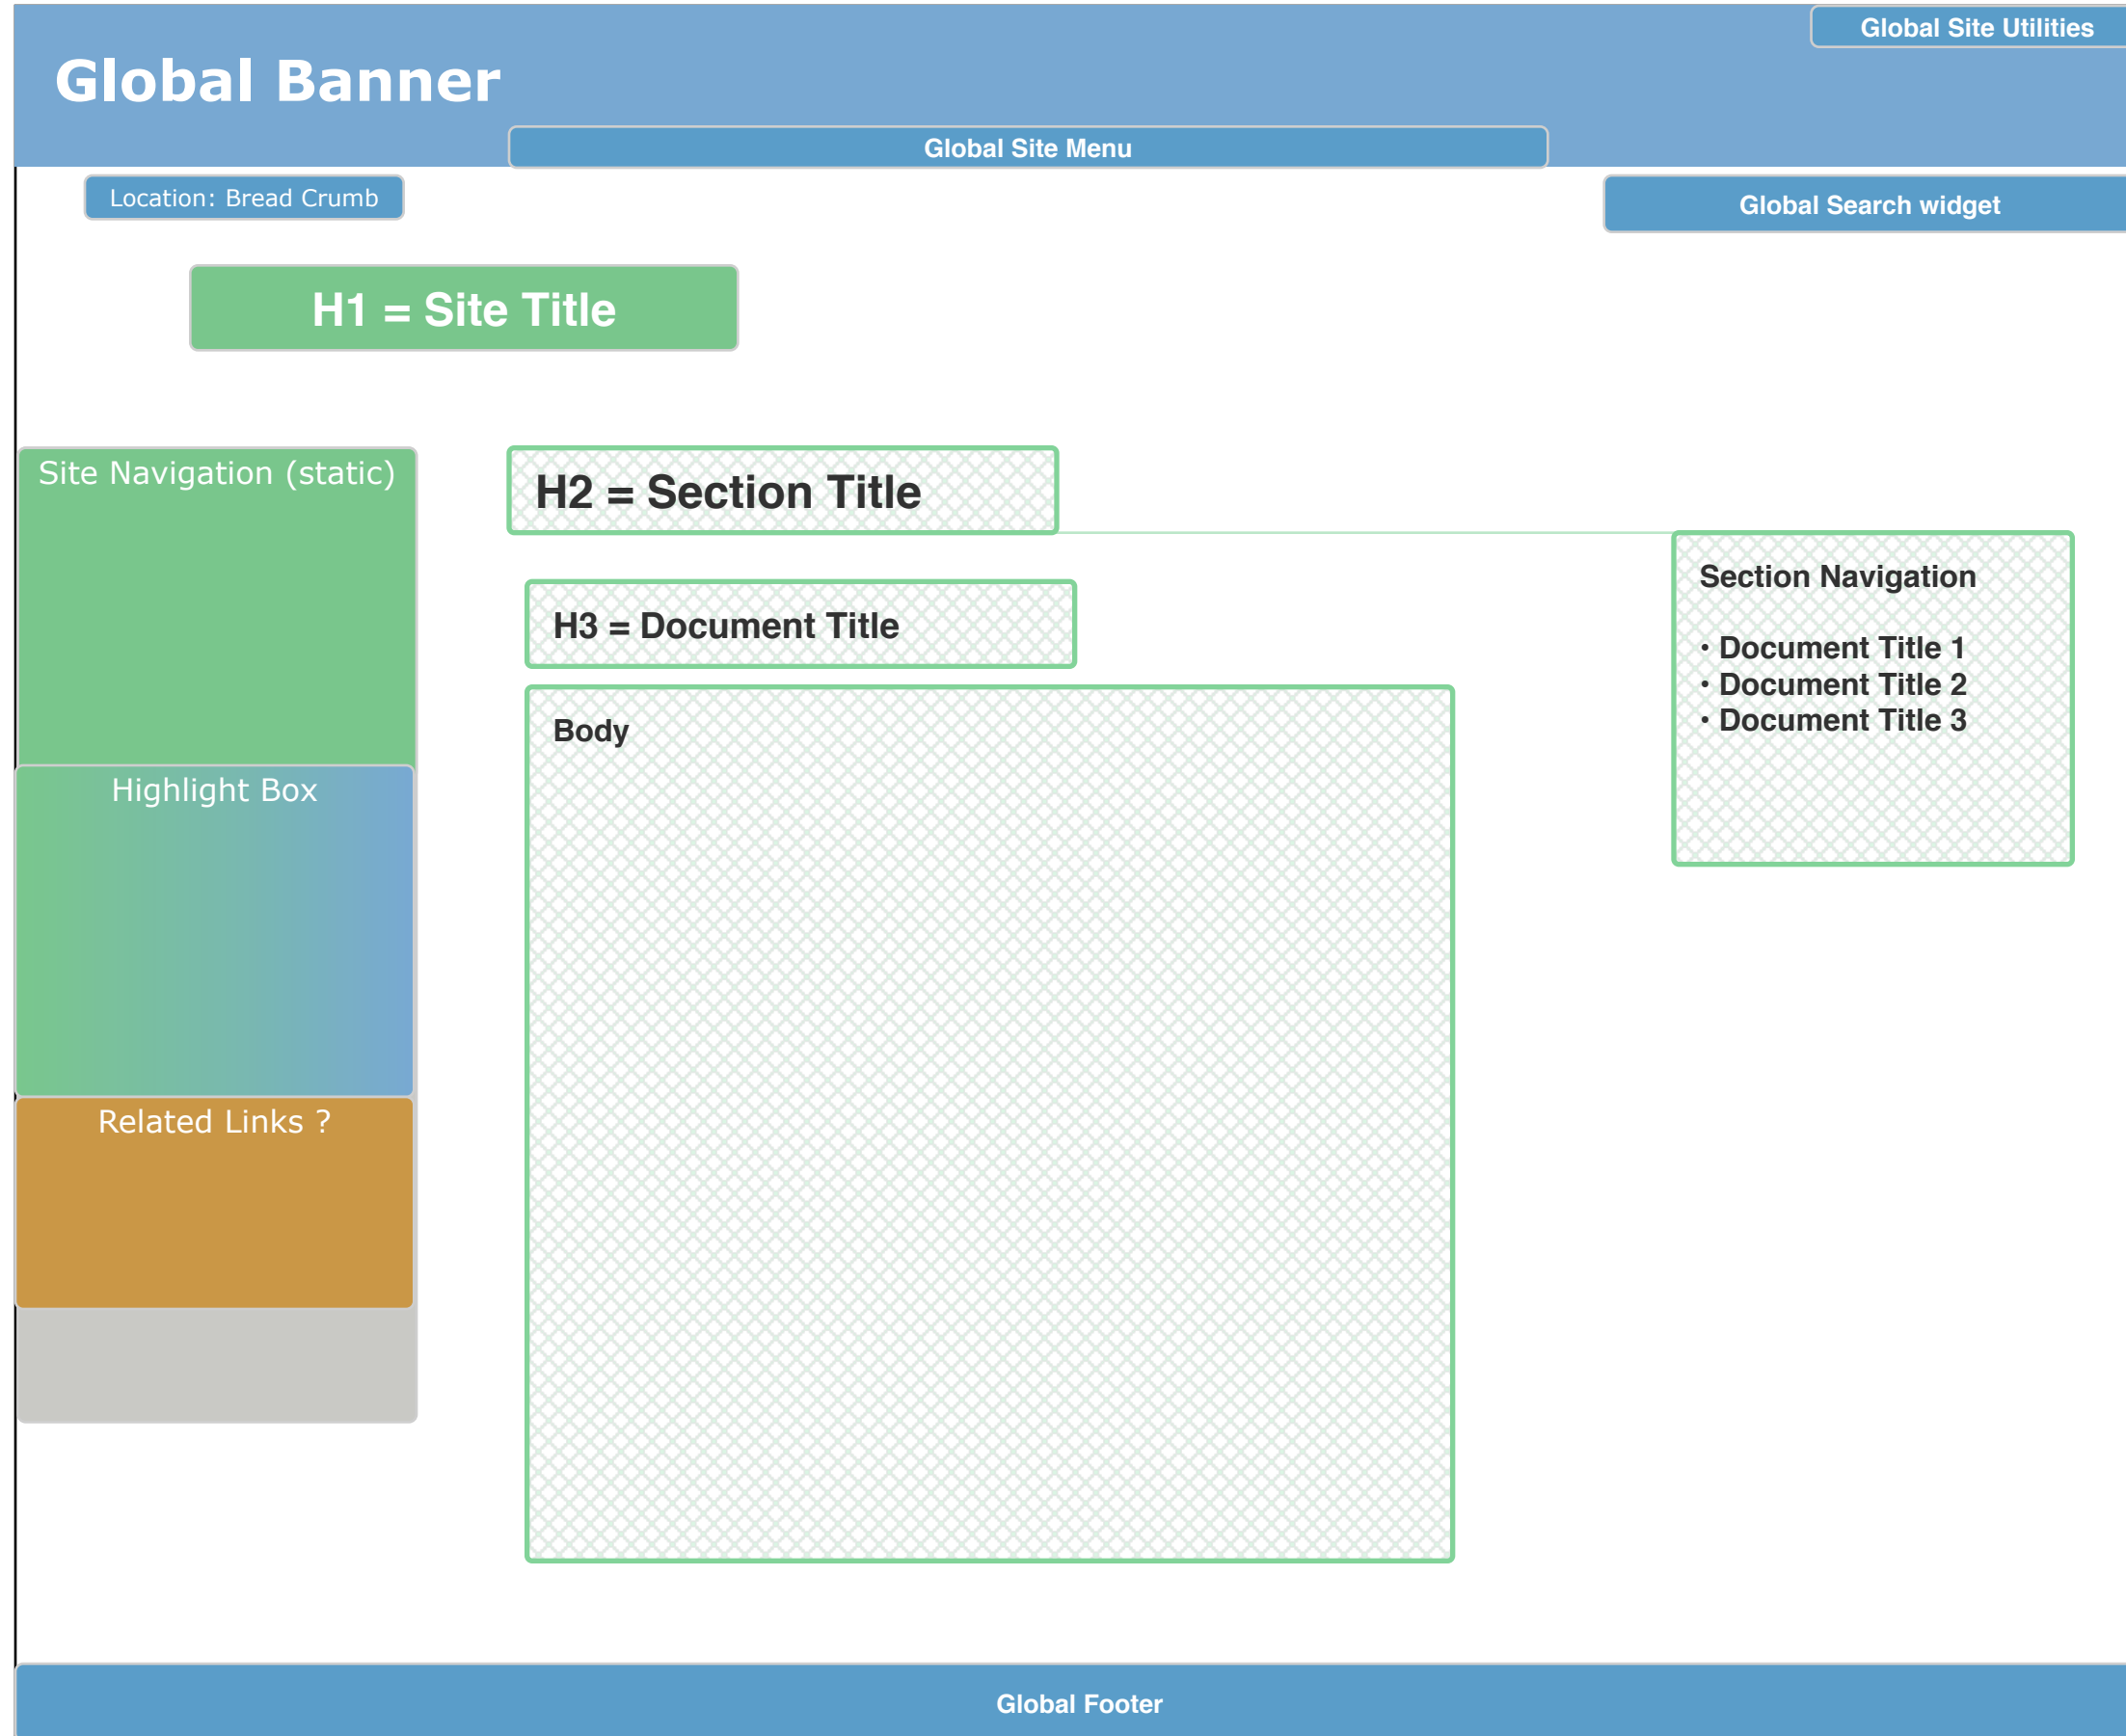 Global Site Utilities
Global Banner
Global Site Menu
Location: Bread Crumb
Global Search widget
H1 = Site Title
Site Navigation (static)
H2 = Section Title
H3 = Document Title
Section Navigation
• Document Title 1
• Document Title 2
• Document Title 3
Body
Highlight Box
Related Links ?
Global Footer